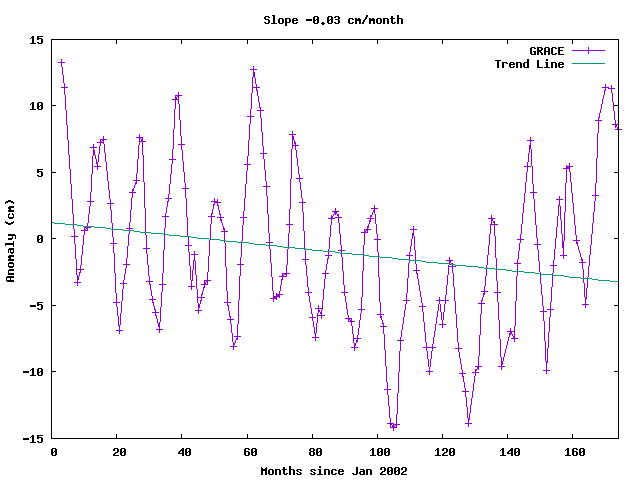 Slope -0.03 cm/month
GRACE
Trend Line
15
10
5
0
-5
-10
-15
Anomaly (cm)
0 20 40 60 80 100 120 140 160
Months since Jan 2002